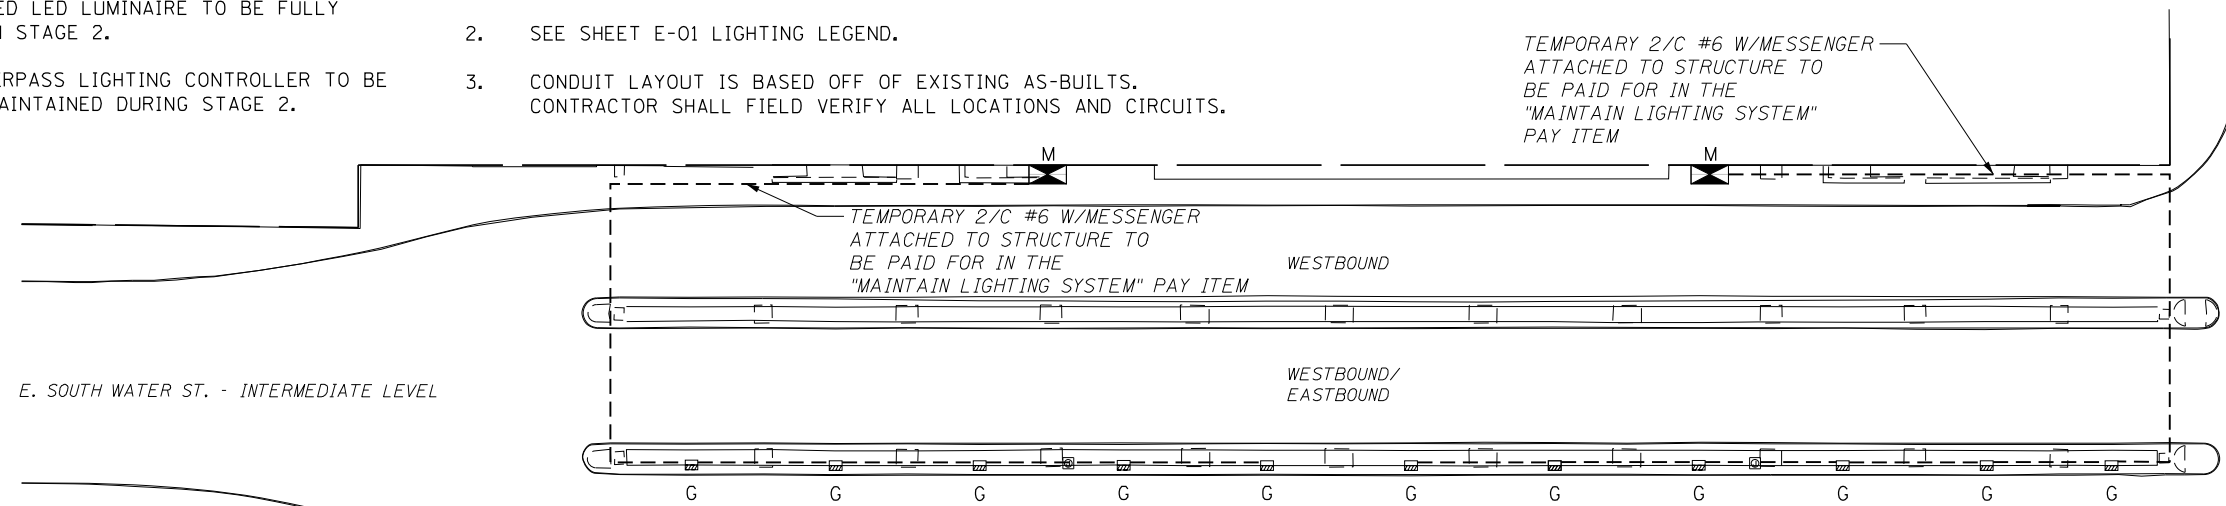 LED LUMINAIRE TO BE FULLY
STAGE 2.
LIGHTING CONTROLLER TO BE
DURING STAGE 2.
2. SEE SHEET E-01 LIGHTING LEGEND.
3. CONDUIT LAYOUT IS BASED OFF OF EXISTING AS-BUILTS.
CONTRACTOR SHALL FIELD VERIFY ALL LOCATIONS AND CIRCUITS.
TEMPORARY 2/C #6 W/MESSENGER
ATTACHED TO STRUCTURE TO
BE PAID FOR IN THE
"MAINTAIN LIGHTING SYSTEM"
PAY ITEM
M
M
TEMPORARY 2/C #6 W/MESSENGER
ATTACHED TO STRUCTURE TO
BE PAID FOR IN THE
"MAINTAIN LIGHTING SYSTEM" PAY ITEM
WESTBOUND
WESTBOUND/
EASTBOUND
E. SOUTH WATER ST. - INTERMEDIATE LEVEL
G G G G G G G G G G G